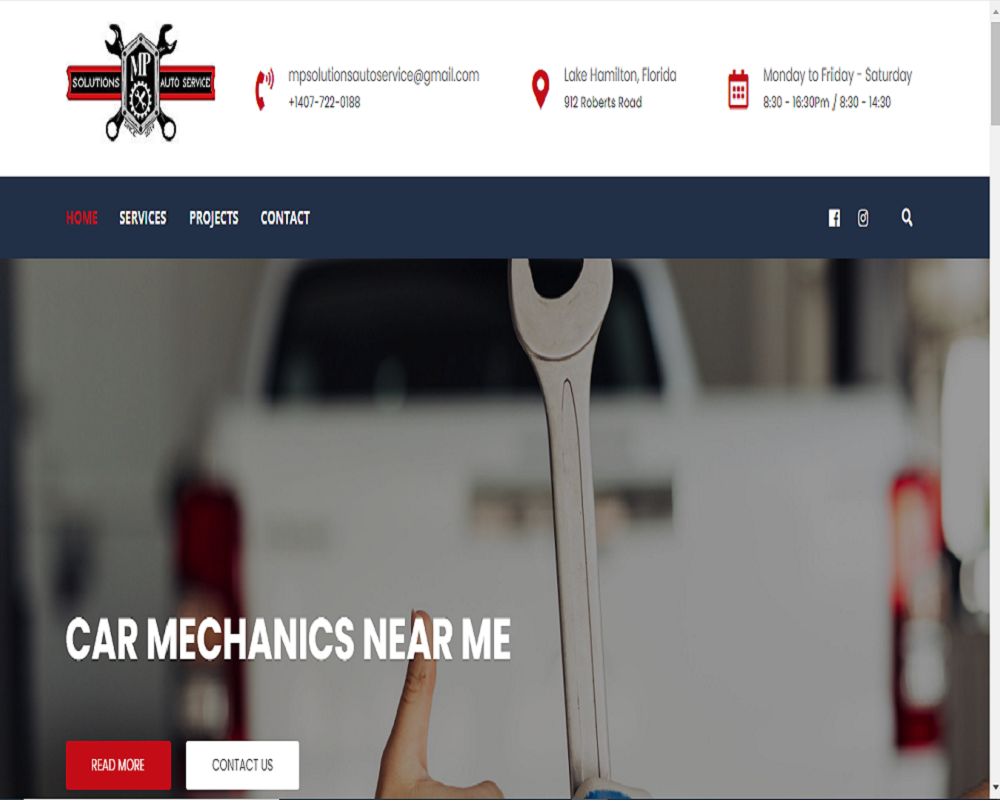 MP
SOLUTIONS AUTO SERVICE
mpsolutionsautoservice@gmail.com
+1407-722-0188
Lake Hamilton, Florida
912 Roberts Road
Monday to Friday - Saturday
8:30 - 16:30Pm / 8:30 - 14:30
HOME SERVICES PROJECTS CONTACT
CAR MECHANICS NEAR ME
READ MORE CONTACT US